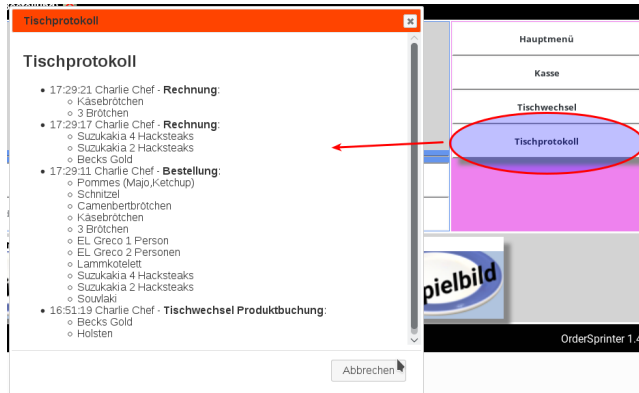 Tischprotokoll
Tischprotokoll
17:29:21 Charlie Chef - Rechnung:
Käsebrötchen
3 Brötchen
17:29:17 Charlie Chef - Rechnung:
Suzukakia 4 Hacksteaks
Suzukakia 2 Hacksteaks
Becks Gold
17:29:11 Charlie Chef - Bestellung:
Pommes (Majo,Ketchup)
Schnitzel
Camenbertbrötchen
Käsebrötchen
3 Brötchen
EL Greco 1 Person
EL Greco 2 Personen
Lammkotelett
Suzukakia 4 Hacksteaks
Suzukakia 2 Hacksteaks
Souvlaki
16:51:19 Charlie Chef - Tischwechsel Produktbuchung:
Becks Gold
Holsten
Abbrechen
Hauptmenü
Kasse
Tischwechsel
Tischprotokoll
pielbild
OrderSprinter 1.4